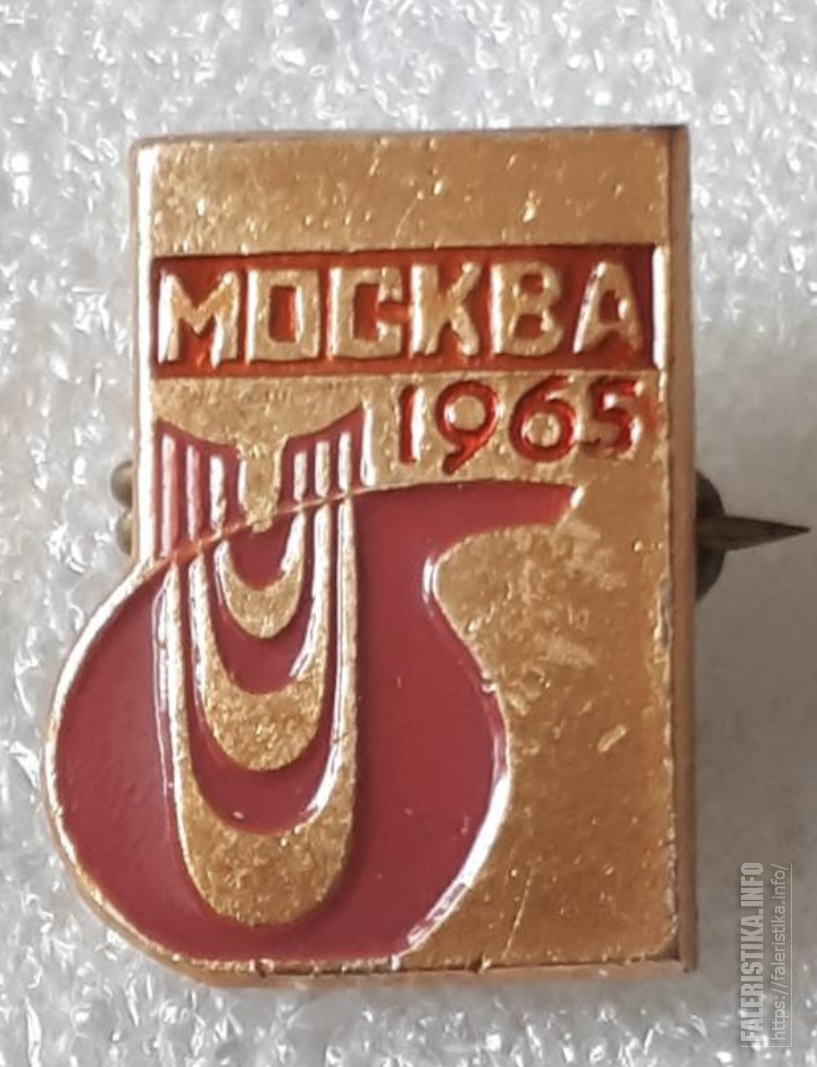 МОСКВА
1965
FALERISTIKA.INFO
https://faleristika.info/